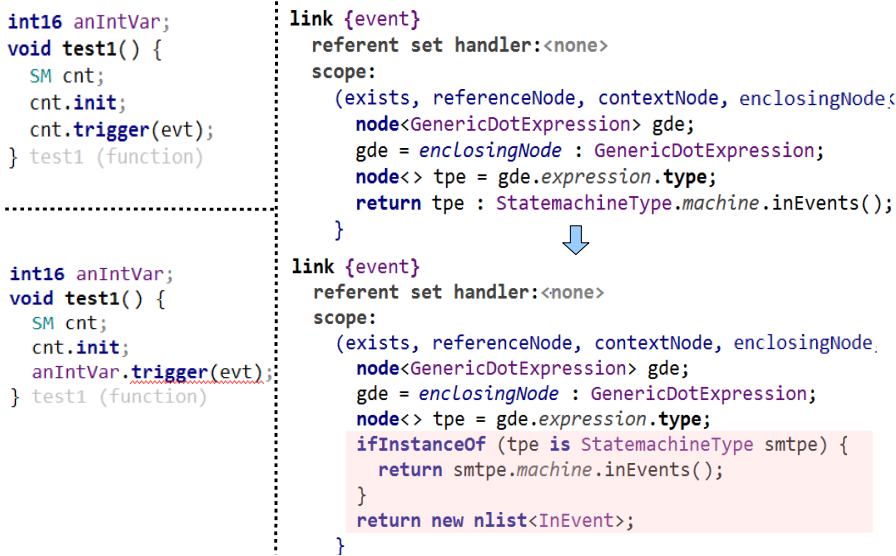 int16 anIntVar;
void test1() {
  SM cnt;
  cnt.init;
  cnt.trigger(evt);
} test1 (function)
int16 anIntVar;
void test1() {
  SM cnt;
  cnt.init;
  anIntVar.trigger(evt);
} test1 (function)
link {event}
  referent set handler:<none>
  scope:
    (exists, referenceNode, contextNode, enclosingNode,
      node<GenericDotExpression> gde;
      gde = enclosingNode : GenericDotExpression;
      node<> tpe = gde.expression.type;
      return tpe : StatemachineType.machine.inEvents();
    }
link {event}
  referent set handler:<none>
  scope:
    (exists, referenceNode, contextNode, enclosingNode,
      node<GenericDotExpression> gde;
      gde = enclosingNode : GenericDotExpression;
      node<> tpe = gde.expression.type;
      ifInstanceOf (tpe is StatemachineType smtpe) {
        return smtpe.machine.inEvents();
      }
      return new nlist<InEvent>;
    }